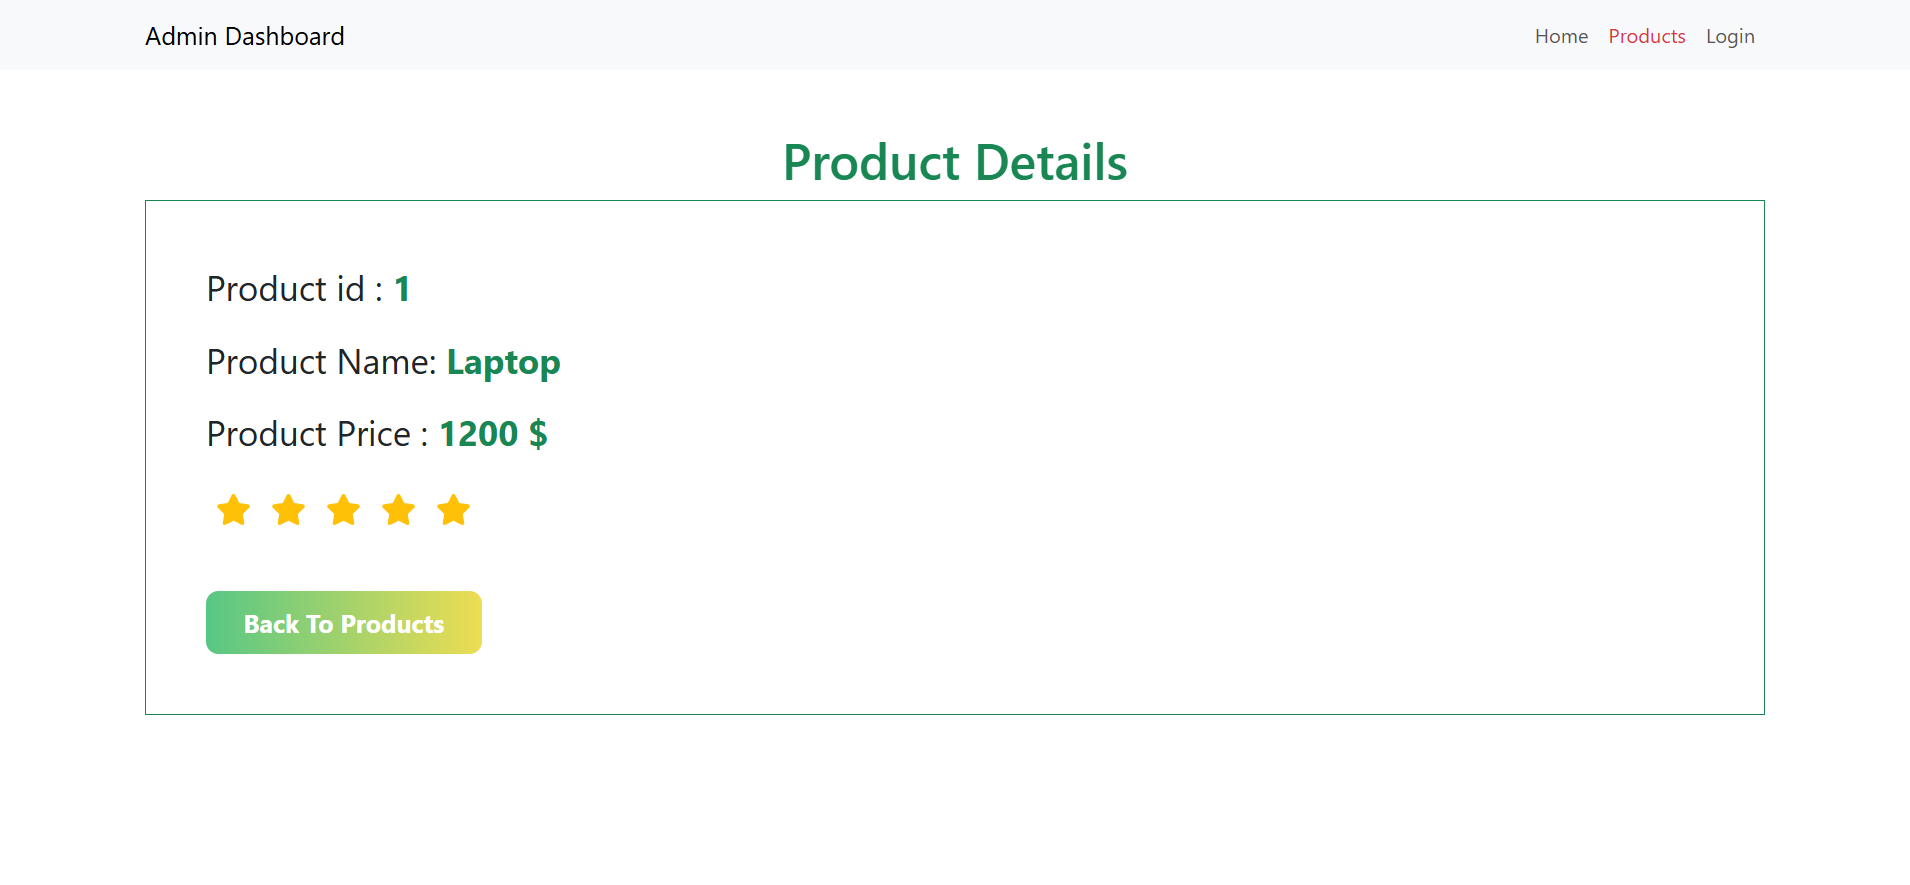 Admin Dashboard
Home Products Login
Product Details
Product id : 1
Product Name: Laptop
Product Price : 1200 $
Back To Products